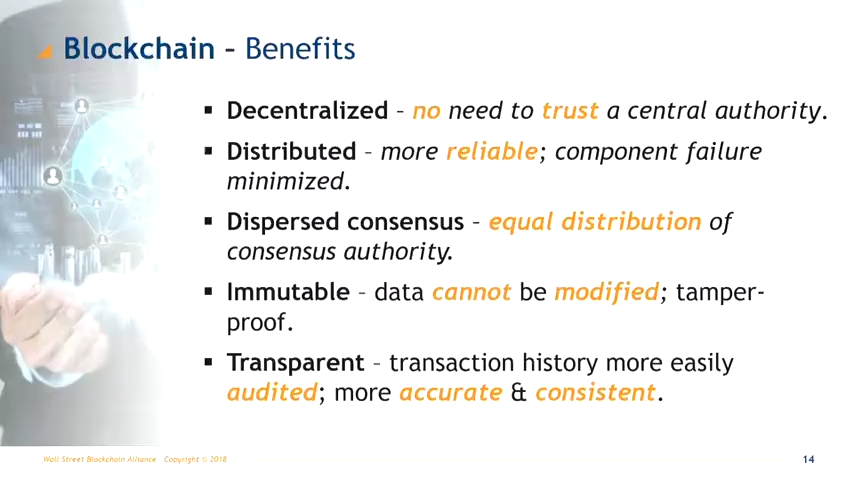 Blockchain - Benefits
▪ Decentralized – no need to trust a central authority.
▪ Distributed – more reliable; component failure
minimized.
▪ Dispersed consensus – equal distribution of
consensus authority.
▪ Immutable – data cannot be modified; tamper-
proof.
▪ Transparent – transaction history more easily
audited; more accurate & consistent.
Wall Street Blockchain Alliance Copyright © 2018
14